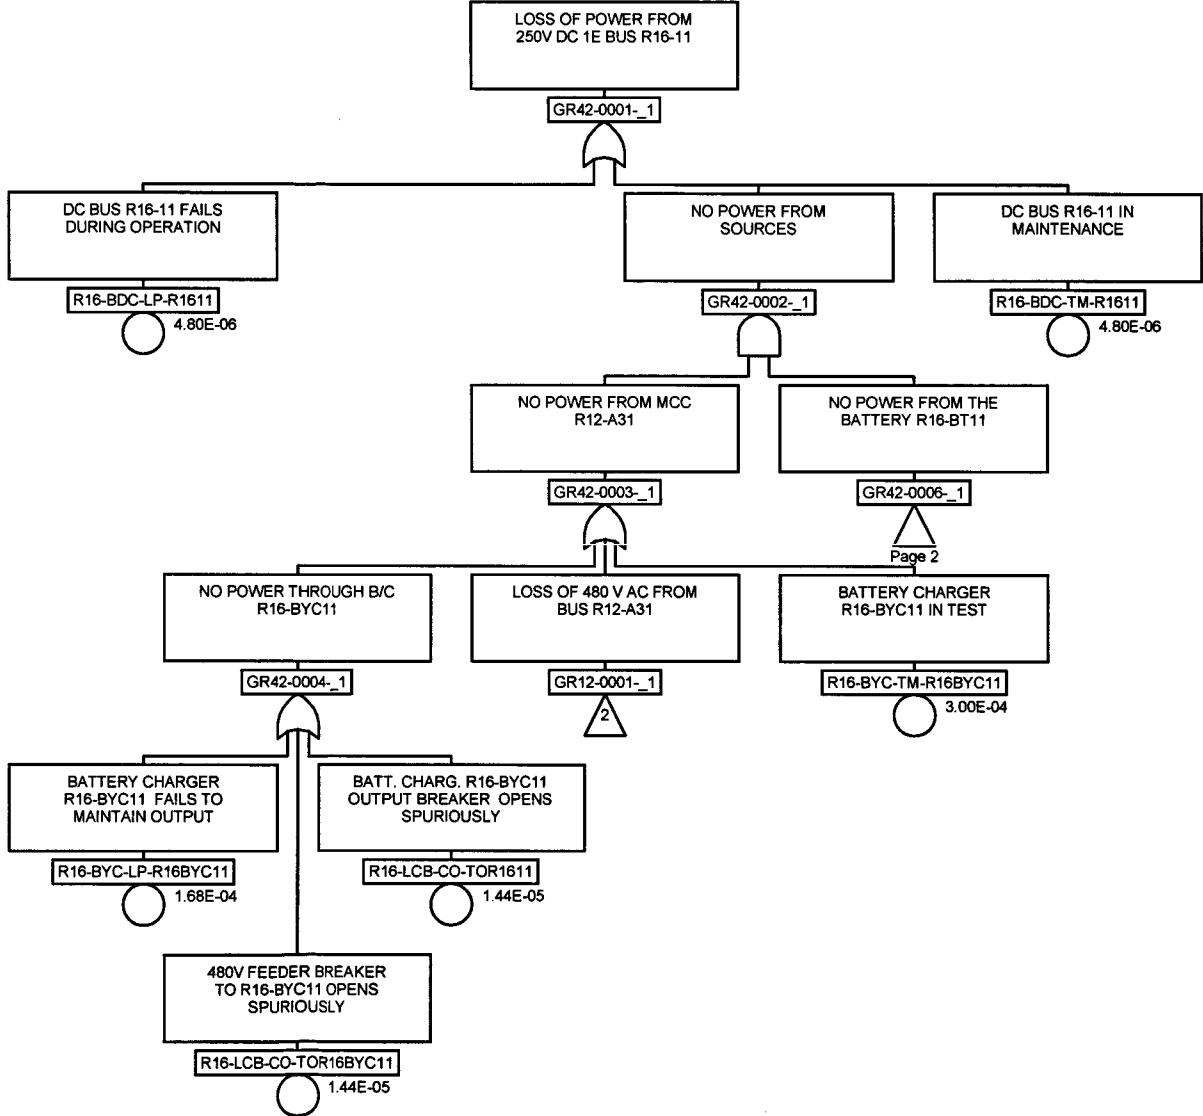 LOSS OF POWER FROM
250V DC 1E BUS R16-11
GR42-0001-_1
DC BUS R16-11 FAILS
DURING OPERATION
R16-BDC-LP-R1611
4.80E-06
NO POWER FROM
SOURCES
GR42-0002-_1
DC BUS R16-11 IN
MAINTENANCE
R16-BDC-TM-R1611
4.80E-06
NO POWER FROM MCC
R12-A31
GR42-0003-_1
NO POWER FROM THE
BATTERY R16-BT11
GR42-0006-_1
Page 2
NO POWER THROUGH B/C
R16-BYC11
GR42-0004-_1
LOSS OF 480 V AC FROM
BUS R12-A31
GR12-0001-_1
2
BATTERY CHARGER
R16-BYC11 IN TEST
R16-BYC-TM-R16BYC11
3.00E-04
BATTERY CHARGER
R16-BYC11 FAILS TO
MAINTAIN OUTPUT
R16-BYC-LP-R16BYC11
1.68E-04
BATT. CHARG. R16-BYC11
OUTPUT BREAKER OPENS
SPURIOUSLY
R16-LCB-CO-TOR1611
1.44E-05
480V FEEDER BREAKER
TO R16-BYC11 OPENS
SPURIOUSLY
R16-LCB-CO-TOR16BYC11
1.44E-05